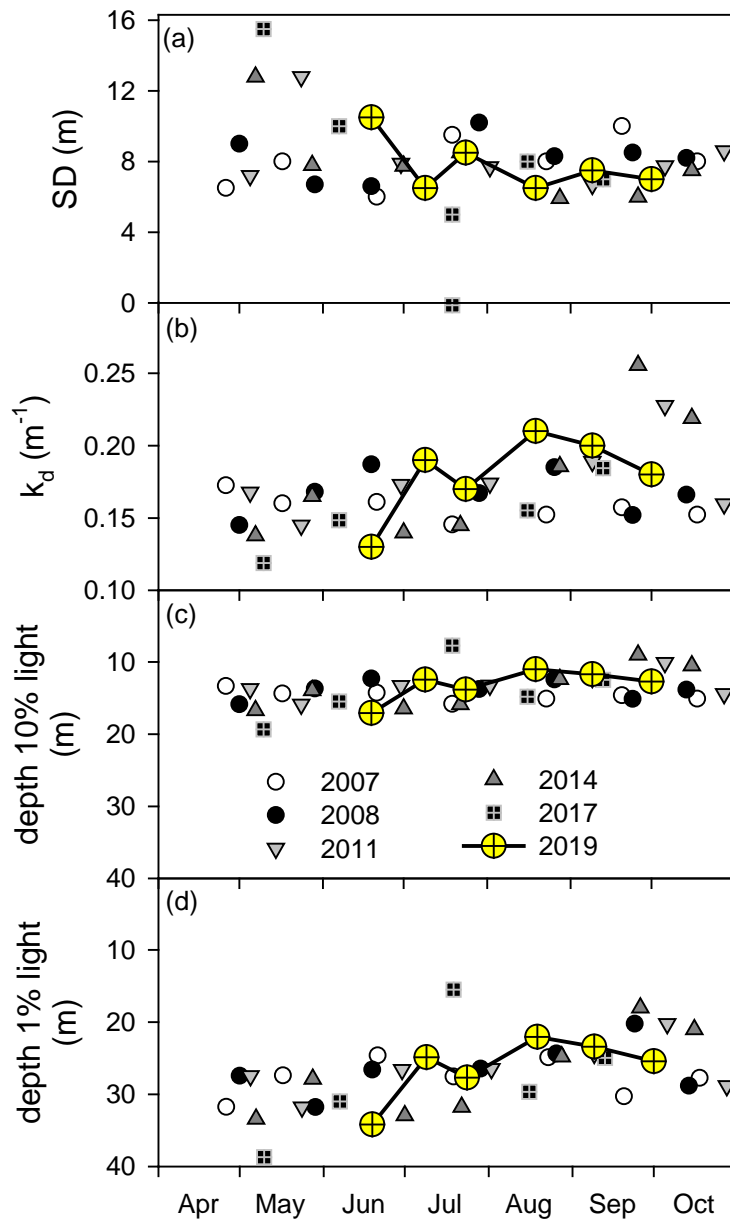 (a)
16
12
8
4
0
SD (m)
(b)
0.25
0.20
0.15
0.10
k_d (m^-1)
(c)
10
20
30
40
depth 10% light
(m)
2007
2008
2011
2014
2017
2019
(d)
10
20
30
40
depth 1% light
(m)
Apr May Jun Jul Aug Sep Oct